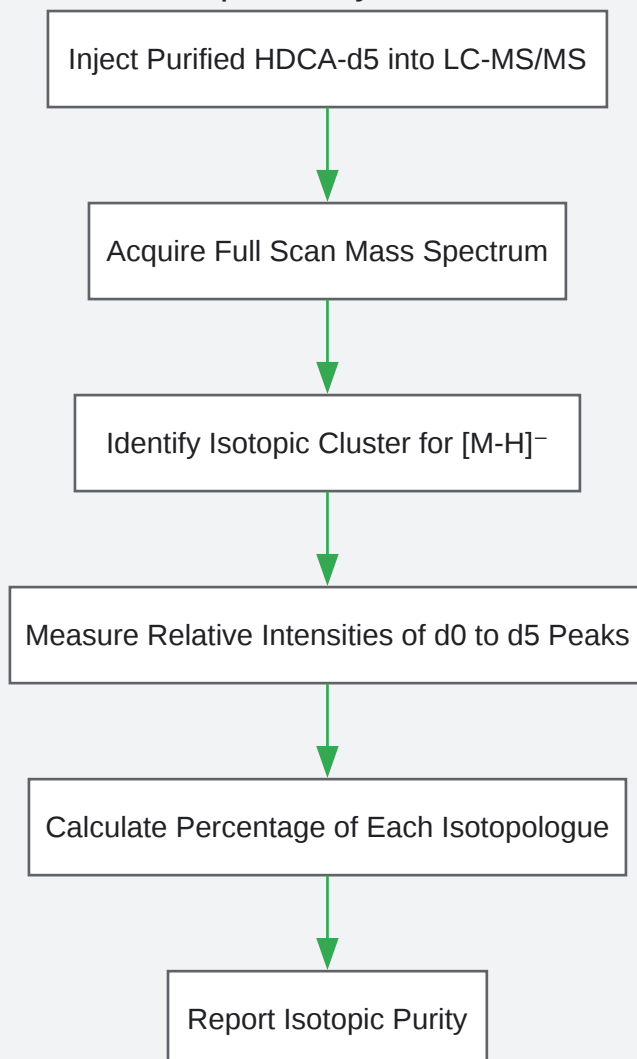 Inject Purified HDCA-d5 into LC-MS/MS
Acquire Full Scan Mass Spectrum
Identify Isotopic Cluster for [M-H]⁻
Measure Relative Intensities of d0 to d5 Peaks
Calculate Percentage of Each Isotopologue
Report Isotopic Purity